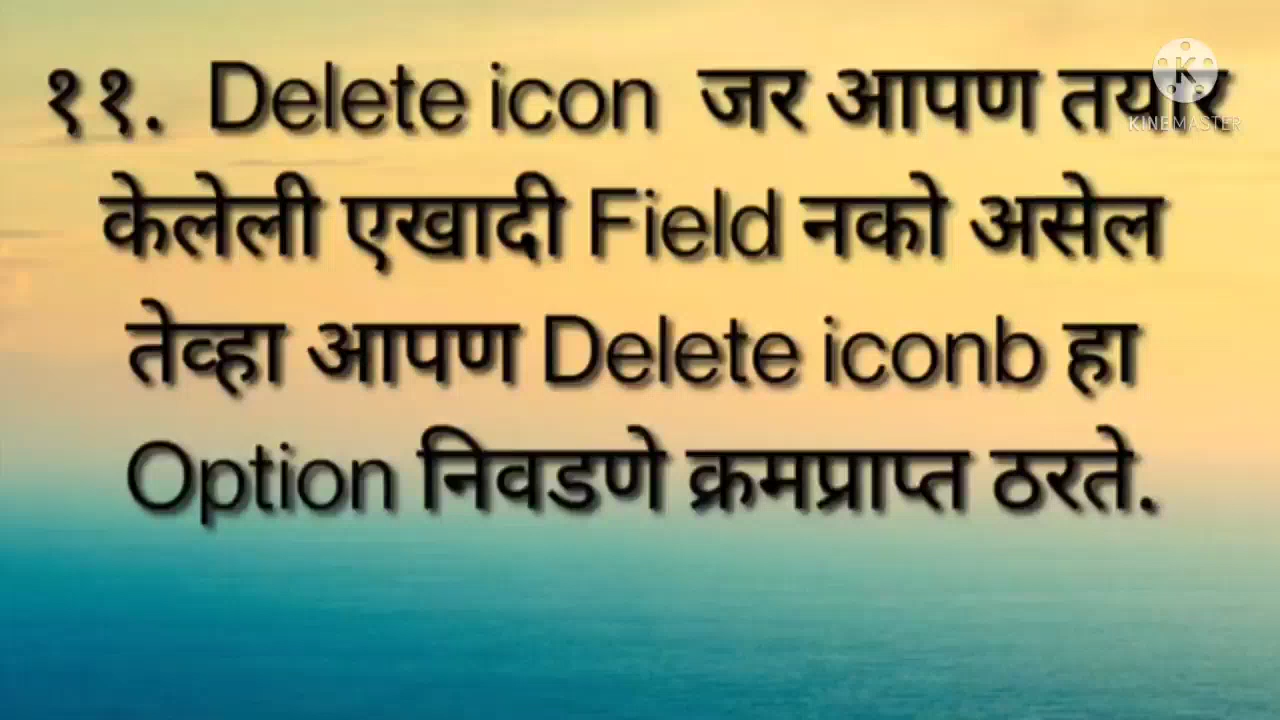 ११. Delete icon जर आपण तयार
केलेली एखादी Field नको असेल
तेव्हा आपण Delete iconb हा
Option निवडणे क्रमप्राप्त ठरते.
K
KINEMASTER